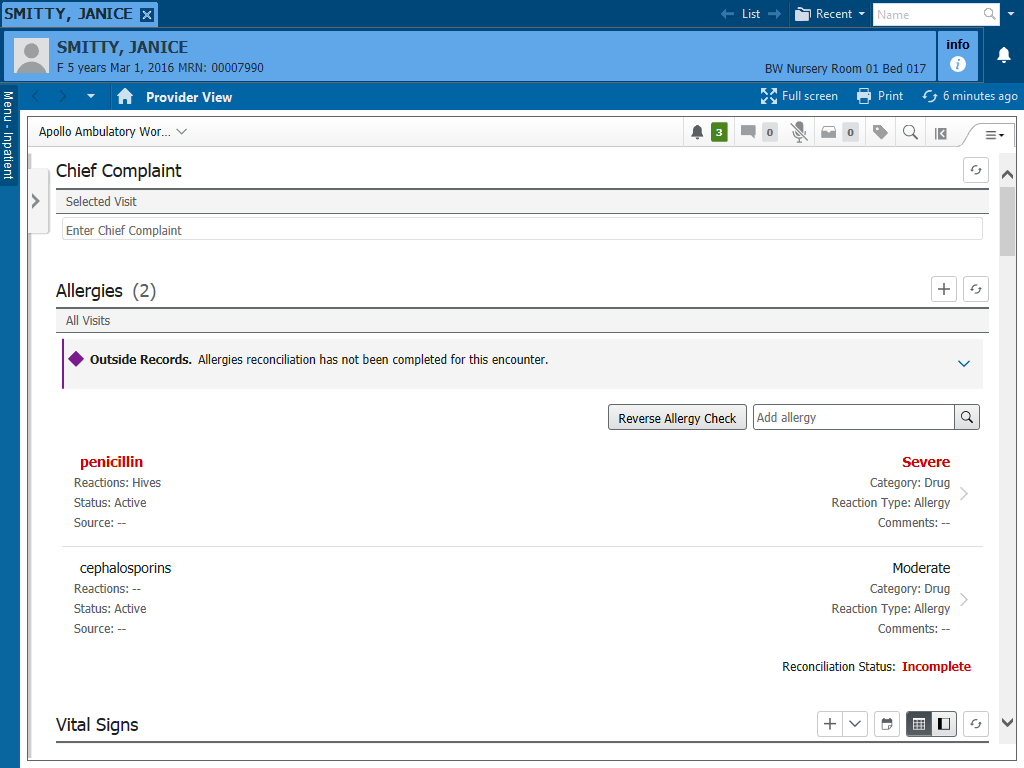 SMITTY, JANICE
List
Recent
Name
SMITTY, JANICE
F 5 years Mar 1, 2016 MRN: 00007990
BW Nursery Room 01 Bed 017
info
Menu - Inpatient
Provider View
Full screen
Print
6 minutes ago
Apollo Ambulatory Wor...
3
0
0
Chief Complaint
Selected Visit
Enter Chief Complaint
Allergies (2)
All Visits
Outside Records. Allergies reconciliation has not been completed for this encounter.
Reverse Allergy Check
Add allergy
penicillin
Severe
Reactions: Hives
Category: Drug
Status: Active
Reaction Type: Allergy
Source: --
Comments: --
cephalosporins
Moderate
Reactions: --
Category: Drug
Status: Active
Reaction Type: Allergy
Source: --
Comments: --
Reconciliation Status: Incomplete
Vital Signs